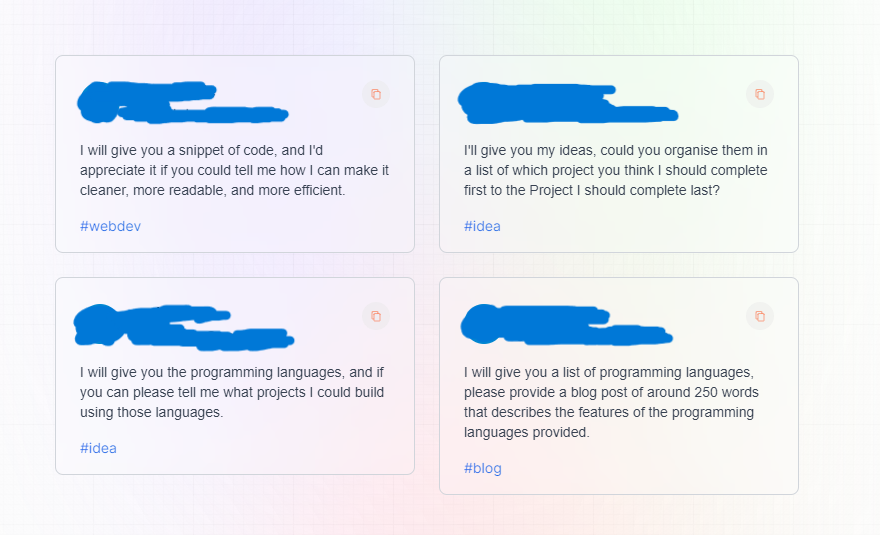 I will give you a snippet of code, and I'd
appreciate it if you could tell me how I can make it
cleaner, more readable, and more efficient.
#webdev
I'll give you my ideas, could you organise them in
a list of which project you think I should complete
first to the Project I should complete last?
#idea
I will give you the programming languages, and if
you can please tell me what projects I could build
using those languages.
#idea
I will give you a list of programming languages,
please provide a blog post of around 250 words
that describes the features of the programming
languages provided.
#blog